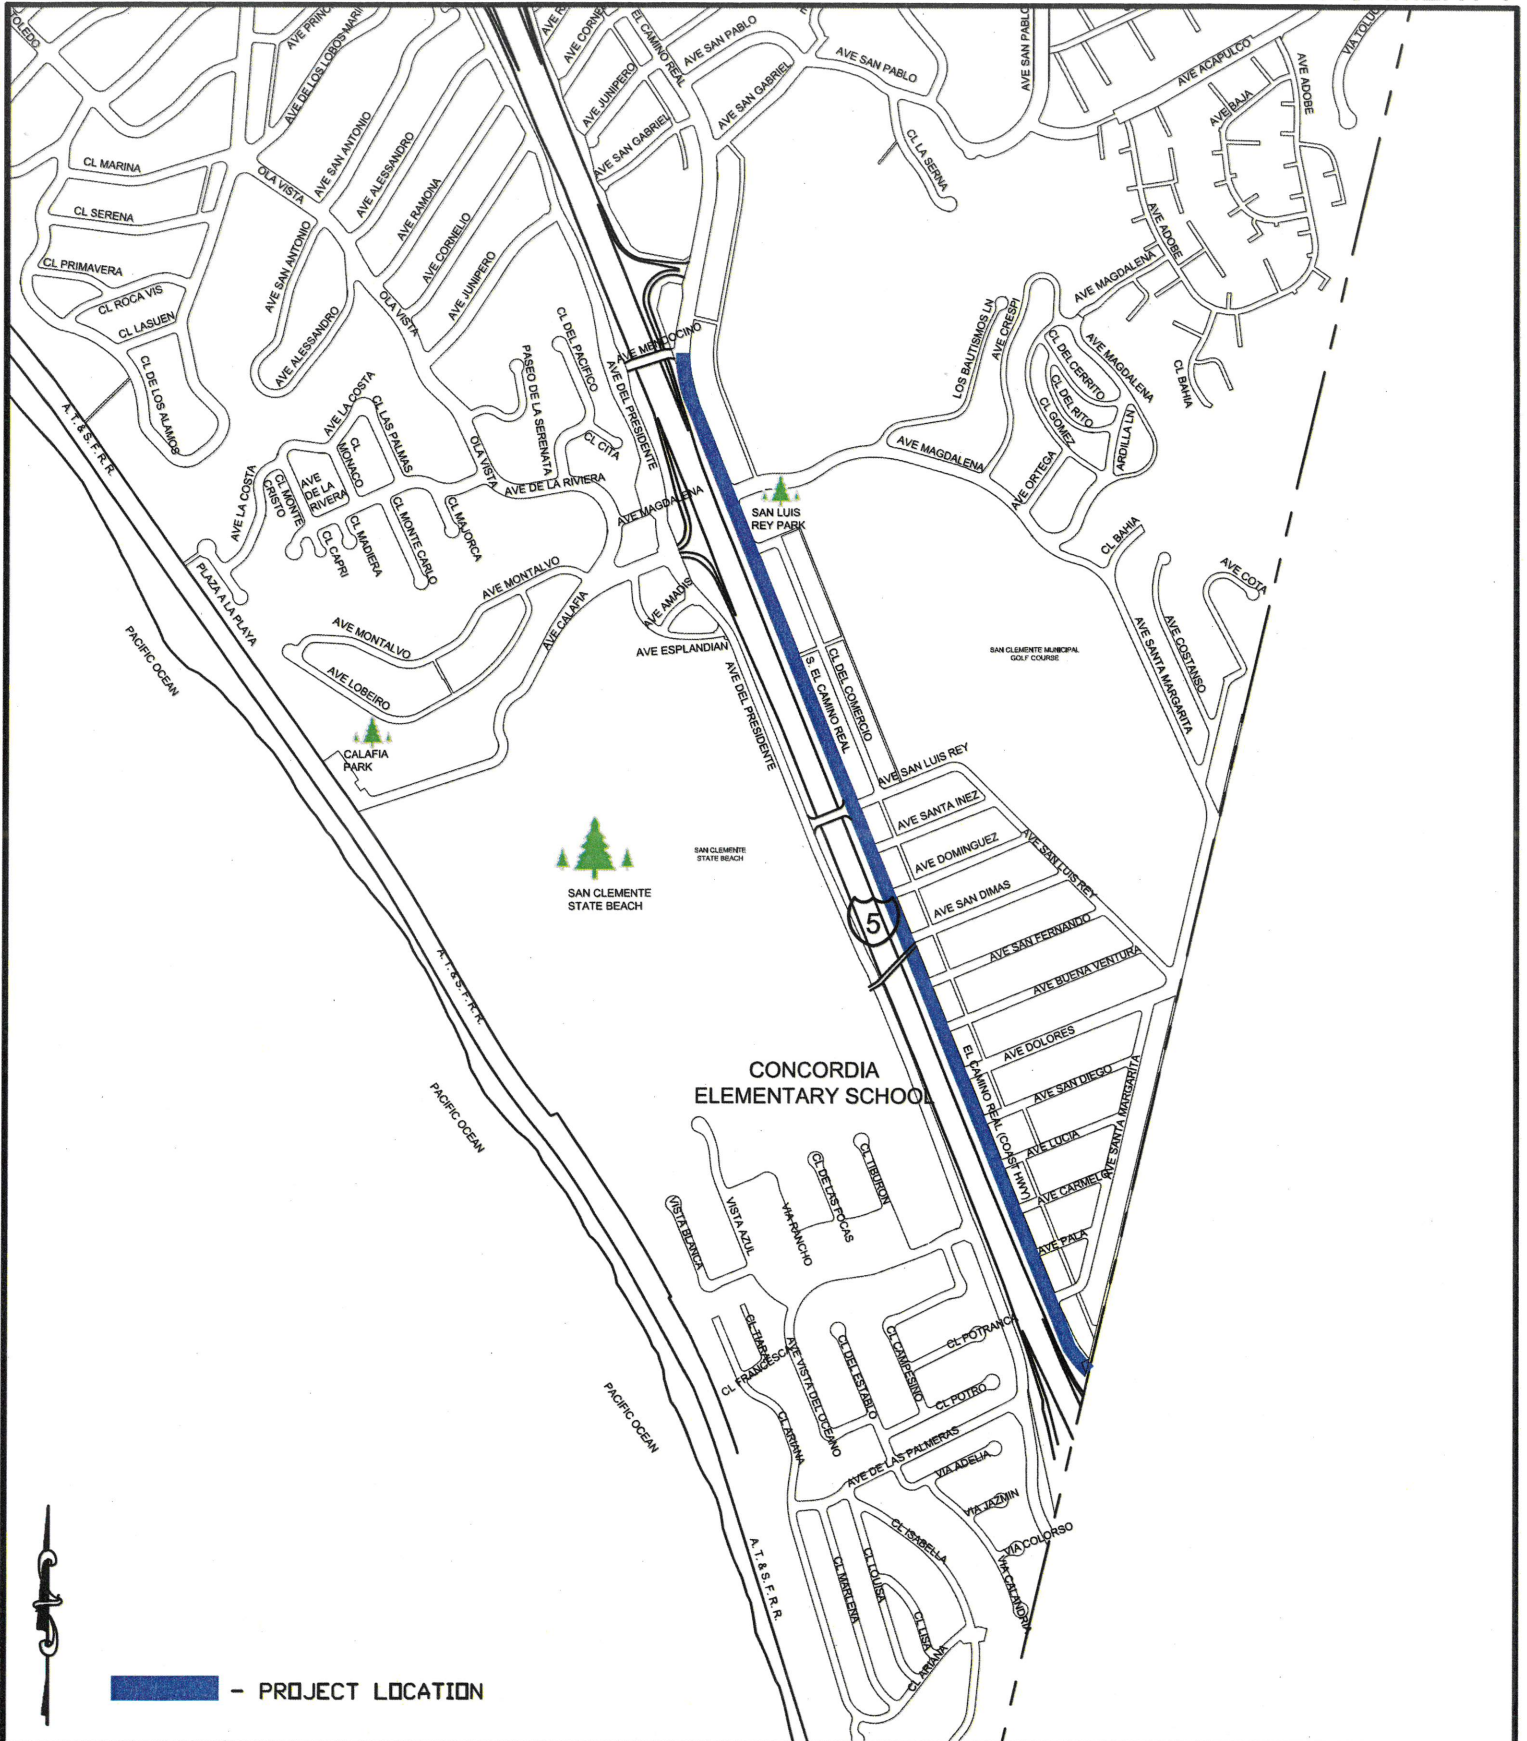 TOLEDO
AVE DE LOS LOBOS MARI
AVE SAN PABLO
EL CAMINO REAL
AVE SAN PABLO
AVE SAN PABLO
AVE ACAPULCO
AVE ADOBE
AVE BAJA
AVE JUNIPERO
AVE SAN GABRIEL
AVE SAN GABRIEL
CL LA SERNA
CL MARINA
OLA VISTA
AVE SAN ANTONIO
AVE ALESSANDRO
AVE RAMONA
AVE CORNELIO
AVE JUNIPERO
CL SERENA
CL PRIMAVERA
CL ROCA VIS
CL LASUEN
CL DE LOS ALAMOS
AVE SAN ANTONIO
AVE ALESSANDRO
OLA VISTA
AVE ADOBE
AVE MAGDALENA
LOS BAUTISMOS LN
AVE CRESPI
CL DEL CERRITO
AVE MAGDALENA
CL DEL RITO
CL GOMEZ
ARDILLA LN
CL BAHIA
AVE MENDOCINO
CL DEL PACIFICO
PASEO DE LA SERENATA
AVE DEL PRESIDENTE
CL CITA
A. T. & S. F. R. R.
AVE LA COSTA
CL LAS PALMAS
CL
MONACO
OLA VISTA
AVE DE LA RIVIERA
AVE MAGDALENA
AVE MAGDALENA
AVE ORTEGA
SAN LUIS
REY PARK
AVE LA COSTA
CL MONTE
CRISTO
AVE
DE LA
RIVERA
CL CAPRI
CL MADIERA
CL MONTE CARLO
CL MAJORCA
CL BAHIA
AVE COTA
AVE COSTANSO
AVE SANTA MARGARITA
PLAZA A LA PLAYA
AVE MONTALVO
AVE MONTALVO
AVE CALAFIA
AVE AMADIS
AVE ESPLANDIAN
AVE LOBEIRO
PACIFIC OCEAN
AVE DEL PRESIDENTE
S. EL CAMINO REAL
CL DEL COMERCIO
SAN CLEMENTE MUNICIPAL
GOLF COURSE
CALAFIA
PARK
AVE SAN LUIS REY
AVE SANTA INEZ
AVE DOMINGUEZ
AVE SAN LUIS REY
AVE SAN DIMAS
SAN CLEMENTE
STATE BEACH
SAN CLEMENTE
STATE BEACH
5
AVE SAN FERNANDO
AVE BUENA VENTURA
A. T. & S. F. R. R.
AVE DOLORES
AVE SAN DIEGO
EL CAMINO REAL (COAST HWY)
AVE SANTA MARGARITA
AVE LUCIA
AVE CARMELO
AVE PALA
CONCORDIA
ELEMENTARY SCHOOL
PACIFIC OCEAN
CL TIBURON
CL DE LAS FOCAS
VIA RANCHO
VISTA AZUL
VISTA BLANCA
CL TIARA
CL FRANCESCA
AVE VISTA DEL OCEANO
CL DEL ESTABLO
CL CAMPESINO
CL POTRANCA
CL POTRO
PACIFIC OCEAN
CL ARIANA
AVE DE LAS PALMERAS
VIA ADELIA
VIA JAZMIN
VIA COLORSO
VIA CALANDRIA
CL ISABELLA
CL LOUISA
CL MARLENA
CL LISA
CL ARIANA
A. T. & S. F. R. R.
- PROJECT LOCATION